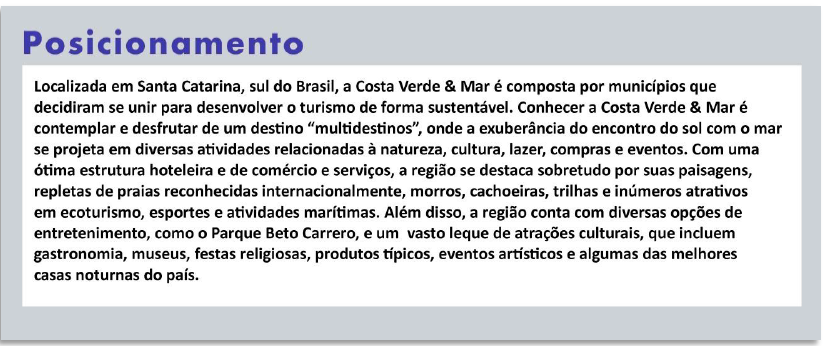 Posicionamento
Localizada em Santa Catarina, sul do Brasil, a Costa Verde & Mar é composta por municípios que
decidiram se unir para desenvolver o turismo de forma sustentável. Conhecer a Costa Verde & Mar é
contemplar e desfrutar de um destino “multidestinos”, onde a exuberância do encontro do sol com o mar
se projeta em diversas atividades relacionadas à natureza, cultura, lazer, compras e eventos. Com uma
ótima estrutura hoteleira e de comércio e serviços, a região se destaca sobretudo por suas paisagens,
repletas de praias reconhecidas internacionalmente, morros, cachoeiras, trilhas e inúmeros atrativos
em ecoturismo, esportes e atividades marítimas. Além disso, a região conta com diversas opções de
entretenimento, como o Parque Beto Carrero, e um vasto leque de atrações culturais, que incluem
gastronomia, museus, festas religiosas, produtos típicos, eventos artísticos e algumas das melhores
casas noturnas do país.